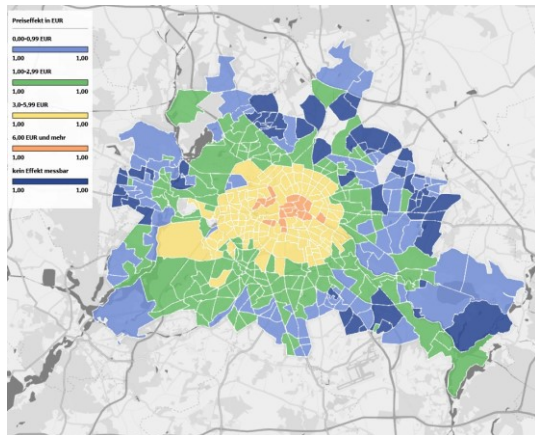 Preiseffekt in EUR
0,00-0,99 EUR
1,00 1,00
1,00-2,99 EUR
1,00 1,00
3,0-5,99 EUR
1,00 1,00
6,00 EUR und mehr
1,00 1,00
kein Effekt messbar
1,00 1,00